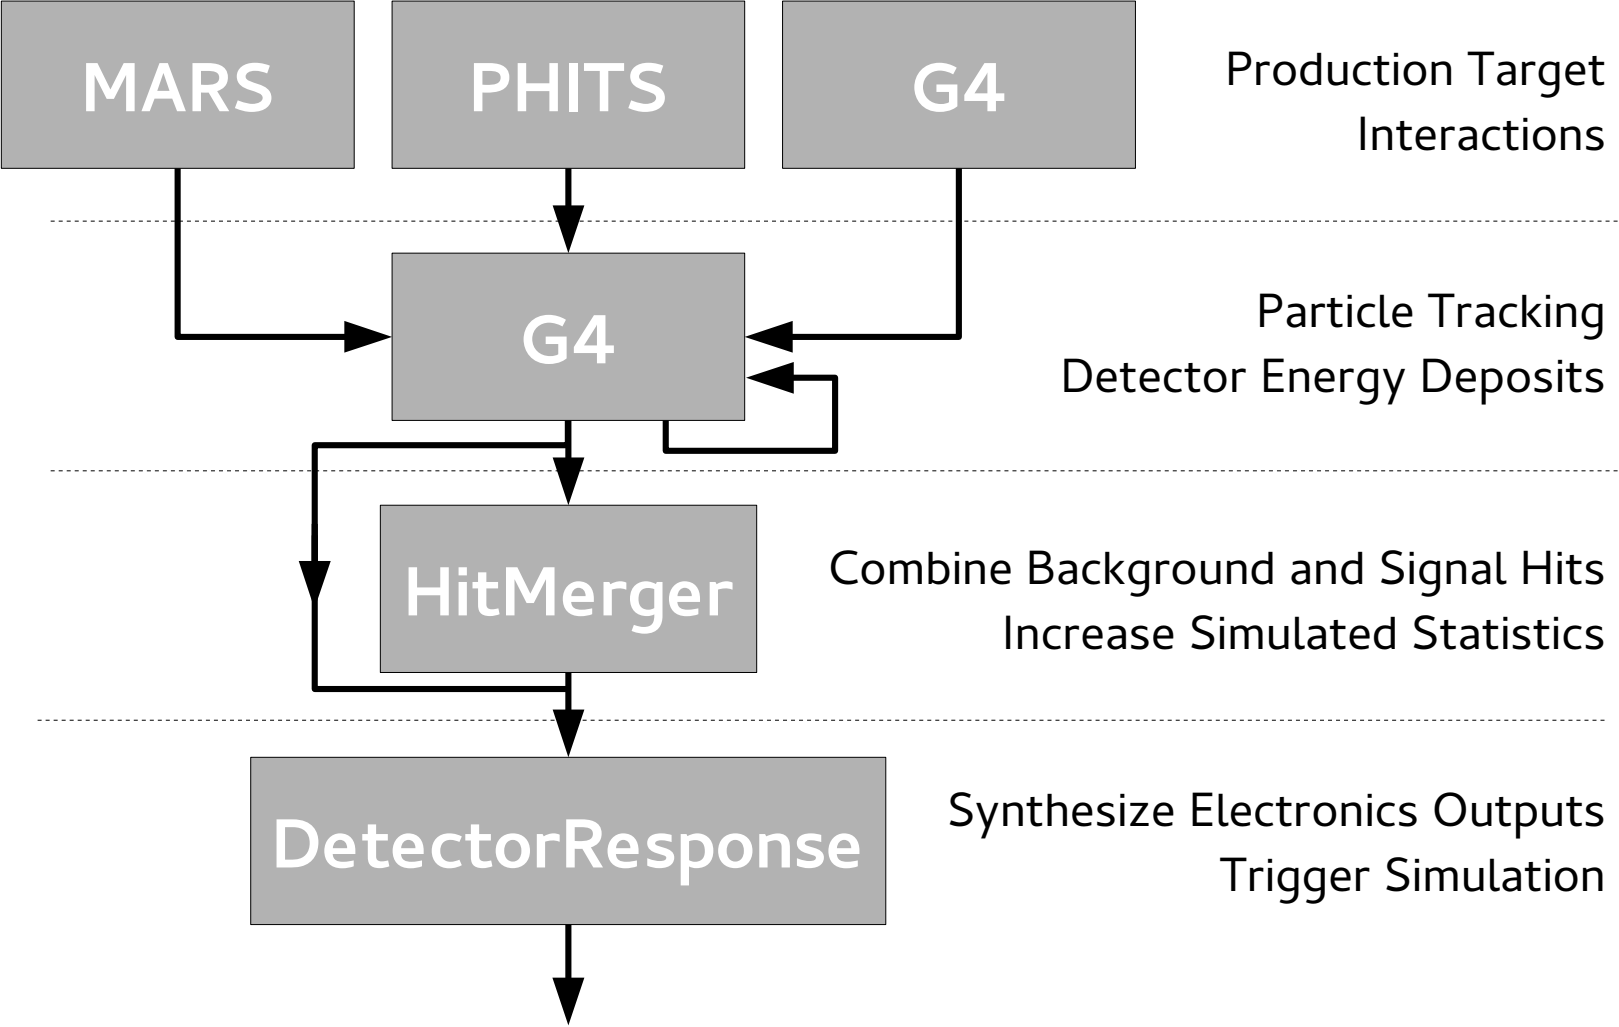 MARS
PHITS
G4
Production Target
Interactions
G4
Particle Tracking
Detector Energy Deposits
HitMerger
Combine Background and Signal Hits
Increase Simulated Statistics
DetectorResponse
Synthesize Electronics Outputs
Trigger Simulation